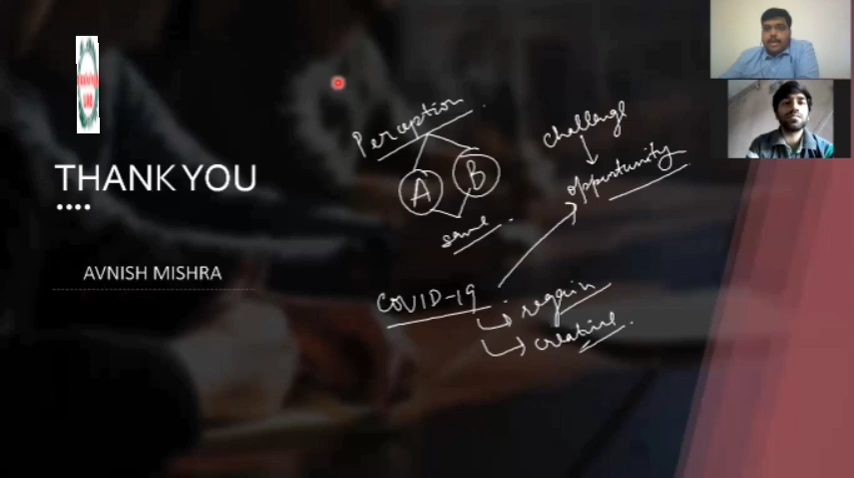 THANK YOU
AVNISH MISHRA
Perception
A B
same
challenge
opportunity
COVID-19
regain
creative